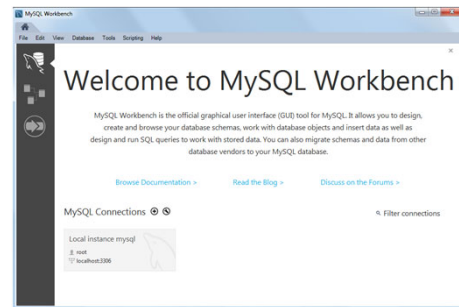 MySQL Workbench
File Edit View Database Tools Scripting Help
Welcome to MySQL Workbench
MySQL Workbench is the official graphical user interface (GUI) tool for MySQL. It allows you to design,
create and browse your database schemas, work with database objects and insert data as well as
design and run SQL queries to work with stored data. You can also migrate schemas and data from other
database vendors to your MySQL database.
Browse Documentation > Read the Blog > Discuss on the Forums >
MySQL Connections Filter connections
Local instance mysql
root
localhost:3306